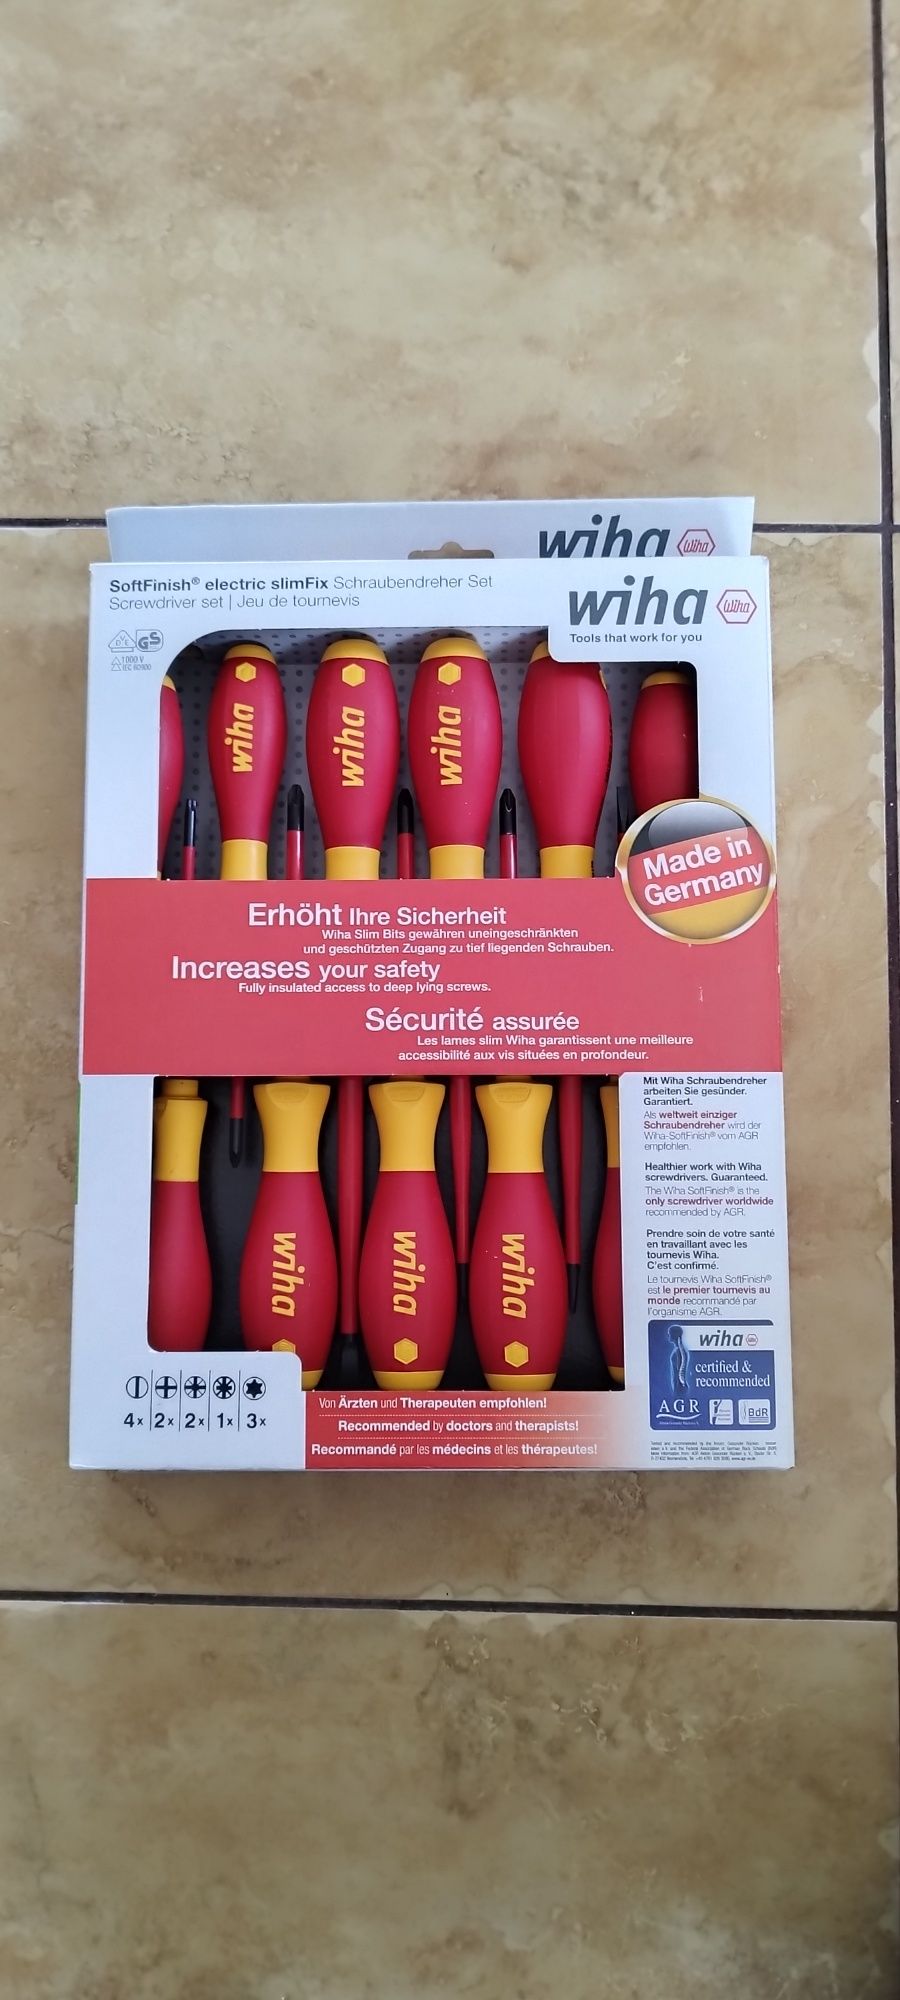 wiha Wiha
SoftFinish® electric slimFix Schraubendreher Set
Screwdriver set | Jeu de tournevis
wiha Wiha
Tools that work for you
VDE GS
1000 V
IEC 60900
wiha
wiha
wiha
Made in
Germany
Erhöht Ihre Sicherheit
Wiha Slim Bits gewähren uneingeschränkten
und geschützten Zugang zu tief liegenden Schrauben.
Increases your safety
Fully insulated access to deep lying screws.
Sécurité assurée
Les lames slim Wiha garantissent une meilleure
accessibilité aux vis situées en profondeur.
Mit Wiha Schraubendreher
arbeiten Sie gesünder.
Garantiert.
Als weltweit einziger
Schraubendreher wird der
Wiha-SoftFinish® vom AGR
empfohlen.
Healthier work with Wiha
screwdrivers. Guaranteed.
The Wiha SoftFinish® is the
only screwdriver worldwide
recommended by AGR.
Prendre soin de votre santé
en travaillant avec les
tournevis Wiha.
C'est confirmé.
Le tournevis Wiha SoftFinish®
est le premier tournevis au
monde recommandé par
l'organisme AGR.
wiha
wiha
wiha
wiha
certified &
recommended
AGR
BdR
4x 2x 2x 1x 3x
Von Ärzten und Therapeuten empfohlen!
Recommended by doctors and therapists!
Recommandé par les médecins et les thérapeutes!